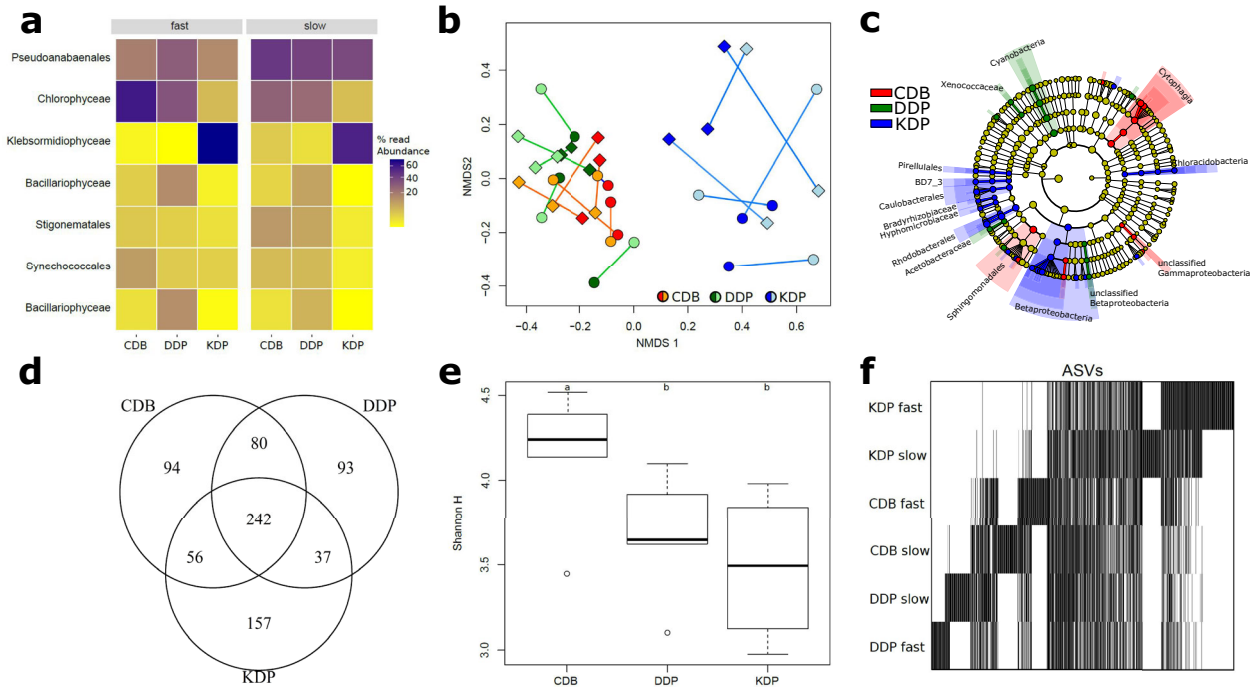 a
fast
slow
Pseudoanabaenales
Chlorophyceae
Klebsormidiophyceae
Bacillariophyceae
Stigonematales
Synechococcales
Bacillariophyceae
CDB
DDP
KDP
CDB
DDP
KDP
% read
Abundance
60
40
20
b
NMDS2
0.4
0.2
0.0
−0.2
−0.4
−0.4
−0.2
0.0
0.2
0.4
0.6
NMDS 1
CDB
DDP
KDP
c
CDB
DDP
KDP
Cyanobacteria
Xenococcaceae
Cytophagia
Chloracidobacteria
Pirellulales
BD7_3
Caulobacterales
Bradyrhizobiaceae
Hyphomicrobiaceae
Rhodobacterales
Acetobacteraceae
Sphingomonadales
Betaproteobacteria
unclassified
Betaproteobacteria
unclassified
Gammaproteobacteria
d
CDB
DDP
80
94
93
242
56
37
157
KDP
e
Shannon H
4.5
4.0
3.5
3.0
a
b
b
CDB
DDP
KDP
f
ASVs
KDP fast
KDP slow
CDB fast
CDB slow
DDP slow
DDP fast